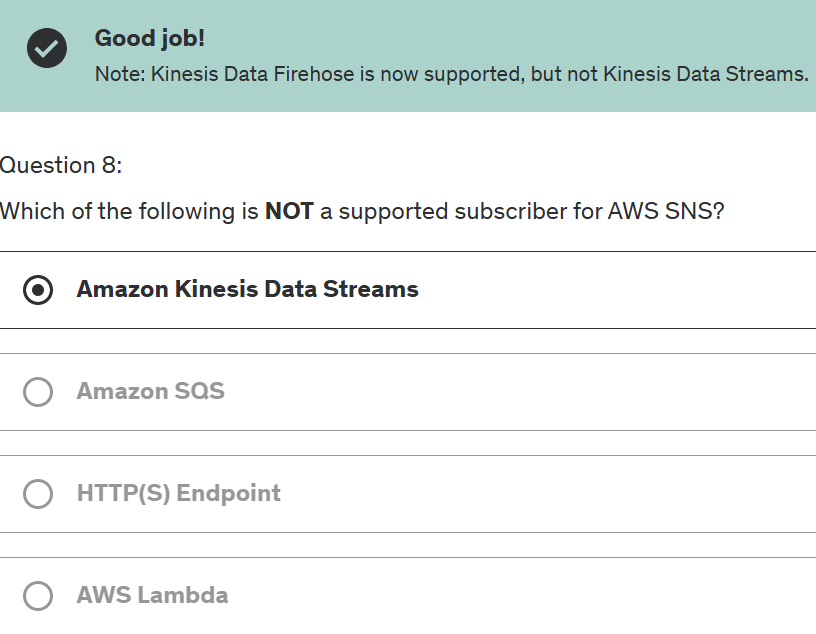 Good job!
Note: Kinesis Data Firehose is now supported, but not Kinesis Data Streams.
Question 8:
Which of the following is NOT a supported subscriber for AWS SNS?
Amazon Kinesis Data Streams
Amazon SQS
HTTP(S) Endpoint
AWS Lambda